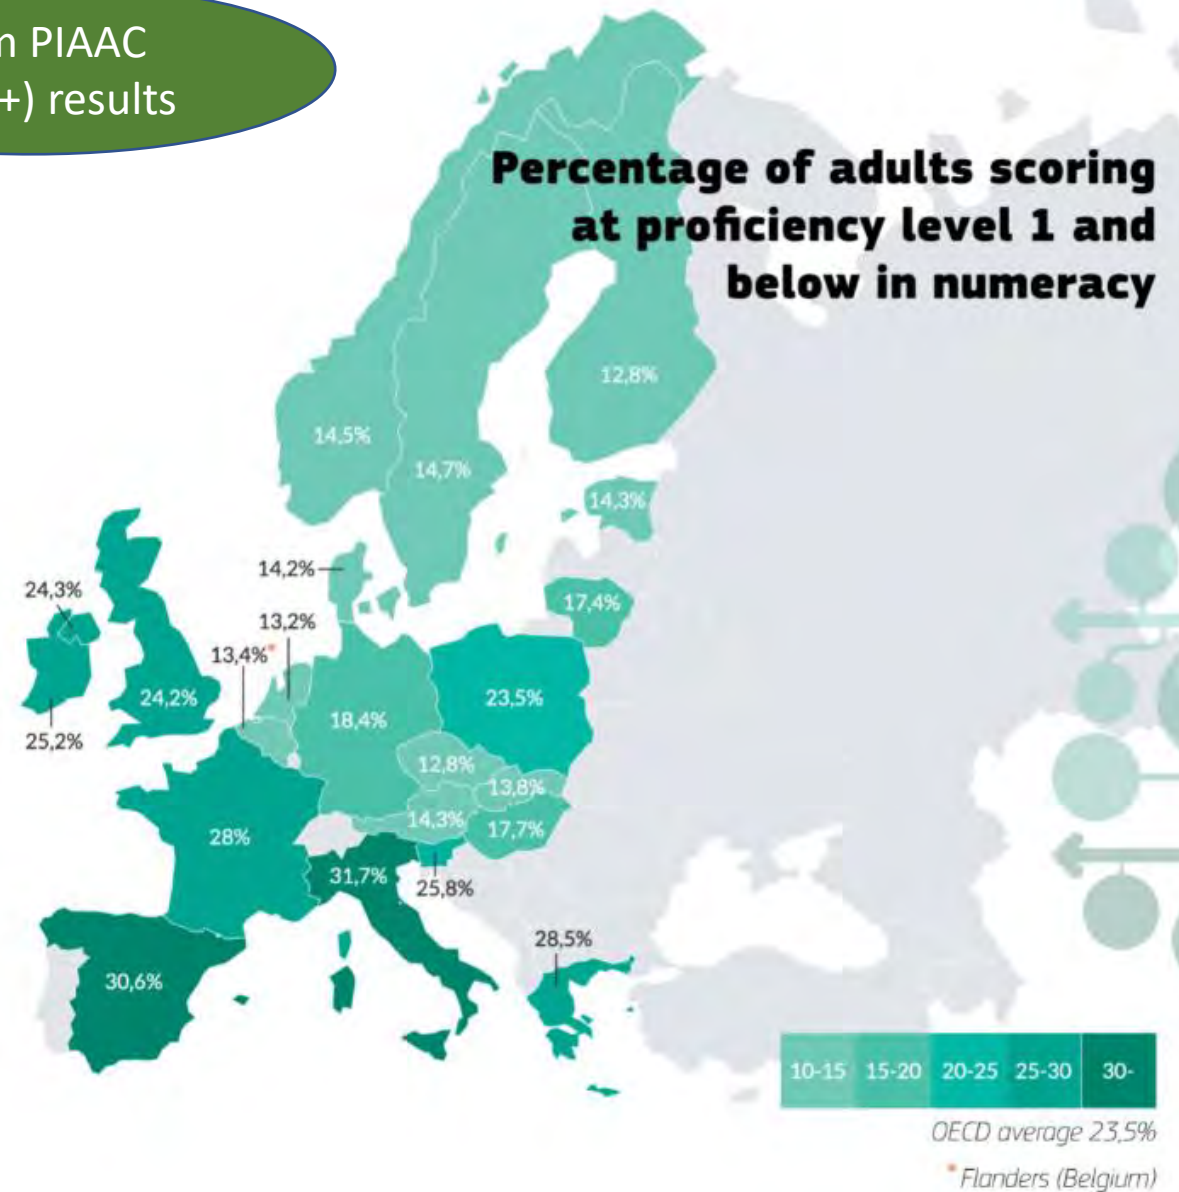 m PIAAC
+) results
Percentage of adults scoring
at proficiency level 1 and
below in numeracy
12,8%
14,5%
14,7%
14,3%
14,2%
24,3%
17,4%
13,2%
13,4%*
24,2%
23,5%
18,4%
25,2%
12,8%
13,8%
14,3%
17,7%
28%
31,7%
25,8%
28,5%
30,6%
10-15 15-20 20-25 25-30 30-
OECD average 23,5%
* Flanders (Belgium)